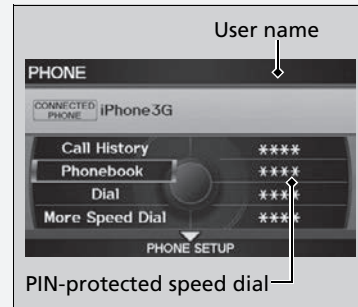 User name
PHONE
CONNECTED PHONE iPhone3G
Call History ****
Phonebook ****
Dial ****
More Speed Dial ****
PHONE SETUP
PIN-protected speed dial